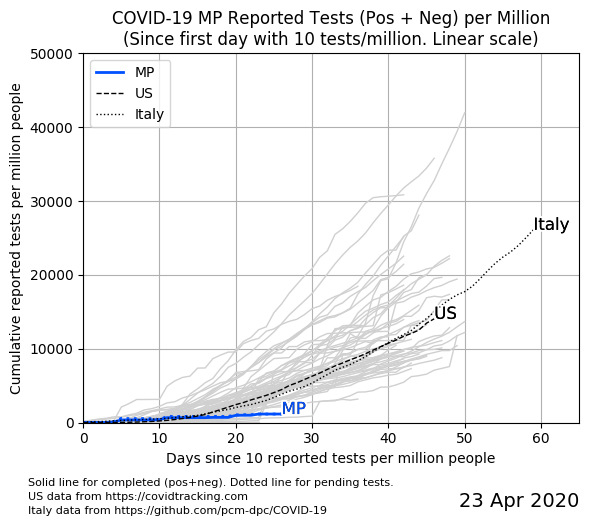 COVID-19 MP Reported Tests (Pos + Neg) per Million
(Since first day with 10 tests/million. Linear scale)
50000
40000
30000
20000
10000
0
Cumulative reported tests per million people
MP
US
Italy
Italy
US
MP
0 10 20 30 40 50 60
Days since 10 reported tests per million people
Solid line for completed (pos+neg). Dotted line for pending tests.
US data from https://covidtracking.com
Italy data from https://github.com/pcm-dpc/COVID-19
23 Apr 2020